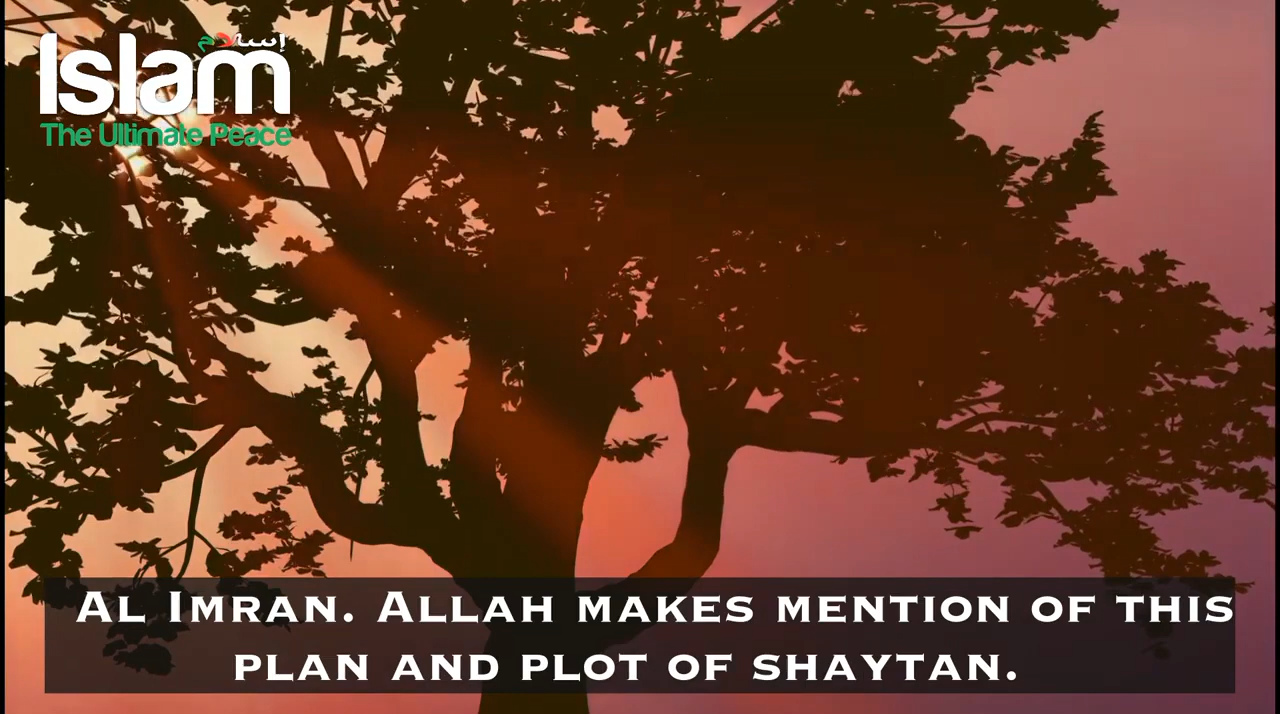 إسلام
Islam
The Ultimate Peace
Al Imran. Allah makes mention of this
plan and plot of shaytan.